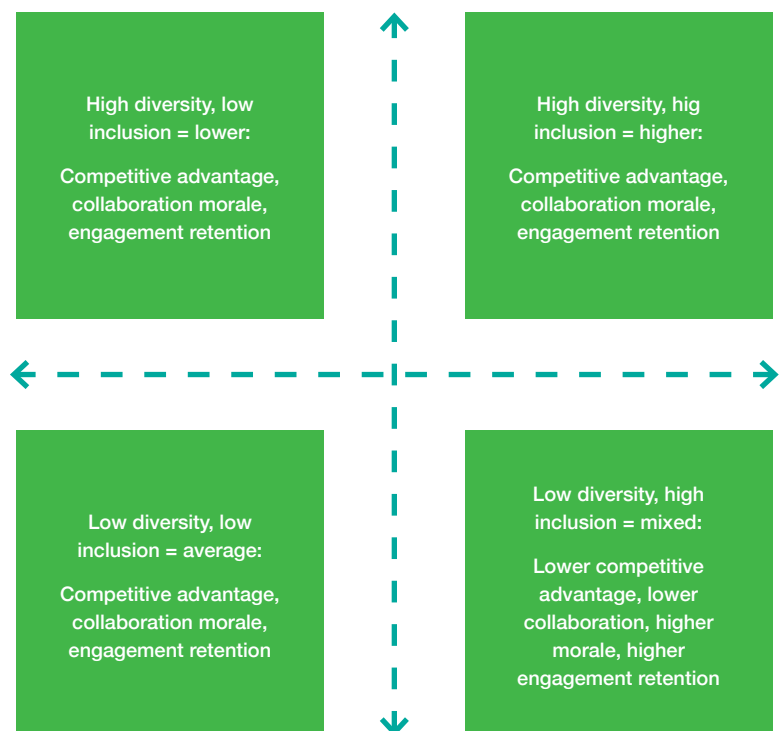 High diversity, low
inclusion = lower:
Competitive advantage,
collaboration morale,
engagement retention
High diversity, hig
inclusion = higher:
Competitive advantage,
collaboration morale,
engagement retention
Low diversity, low
inclusion = average:
Competitive advantage,
collaboration morale,
engagement retention
Low diversity, high
inclusion = mixed:
Lower competitive
advantage, lower
collaboration, higher
morale, higher
engagement retention